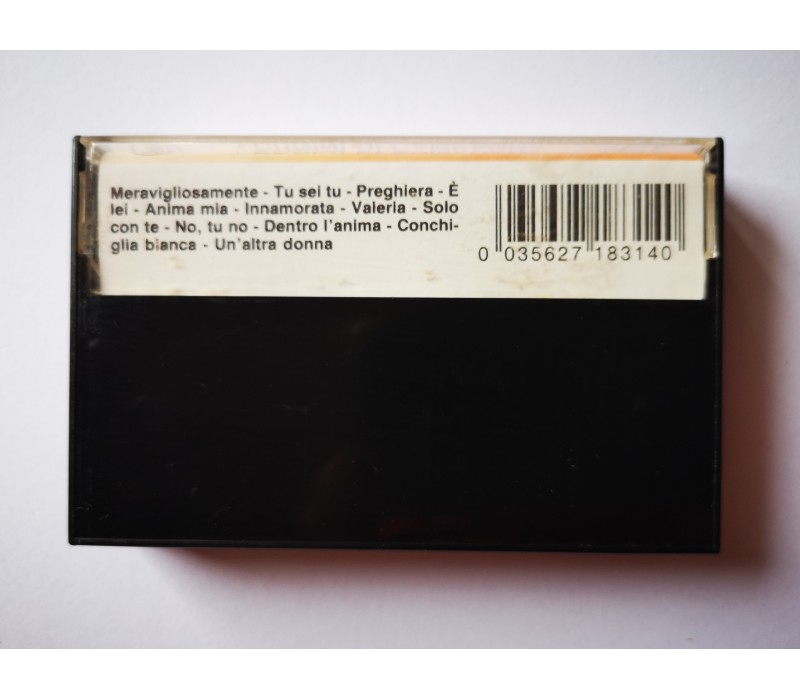 Meravigliosamente - Tu sei tu - Preghiera - È
lei - Anima mia - Innamorata - Valeria - Solo
con te - No, tu no - Dentro l'anima - Conchi-
glia bianca - Un'altra donna
0 035627 183140